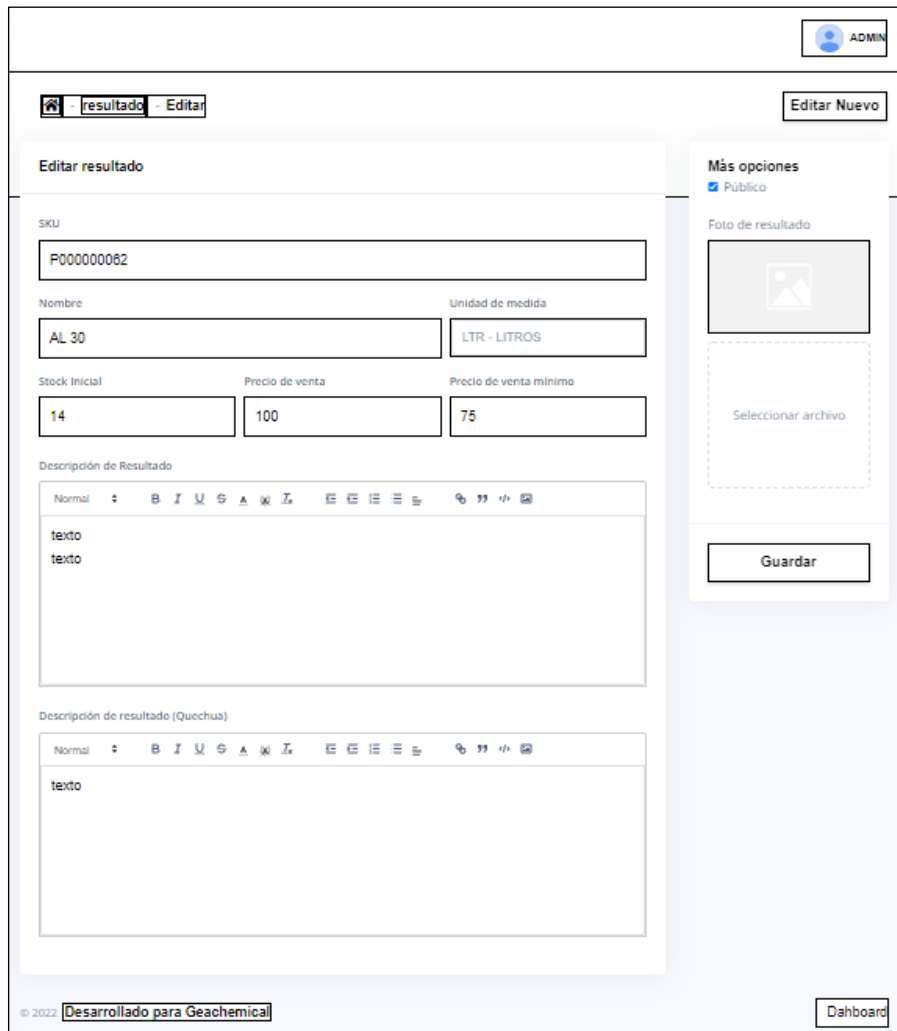 ADMIN
- resultado - Editar
Editar Nuevo
Editar resultado
Más opciones
Público
SKU
P000000062
Foto de resultado
Nombre
Unidad de medida
AL 30
LTR - LITROS
Stock Inicial
Precio de venta
Precio de venta mínimo
14
100
75
Seleccionar archivo
Descripción de Resultado
Normal B I U S A A Tx
texto
texto
Guardar
Descripción de resultado (Quechua)
Normal B I U S A A Tx
texto
© 2022 Desarrollado para Geachemical
Dahboard